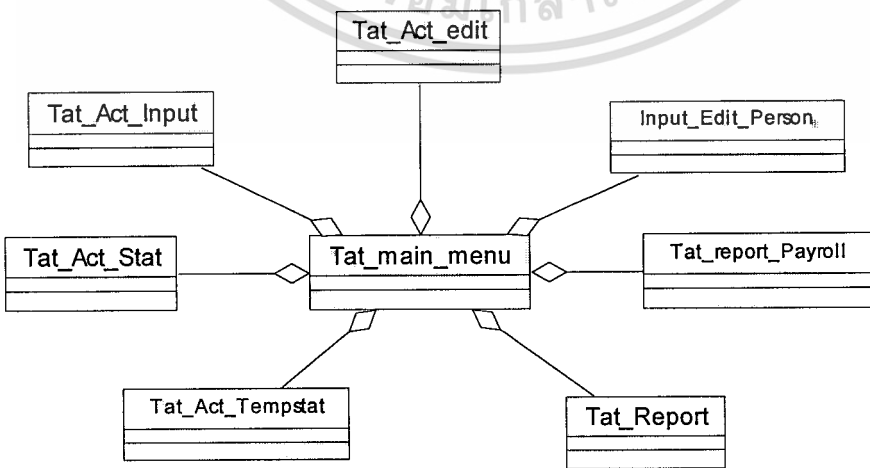 Tat_Act_edit
Tat_Act_Input
Input_Edit_Person
Tat_Act_Stat
Tat_main_menu
Tat_report_Payroll
Tat_Act_Tempstat
Tat_Report